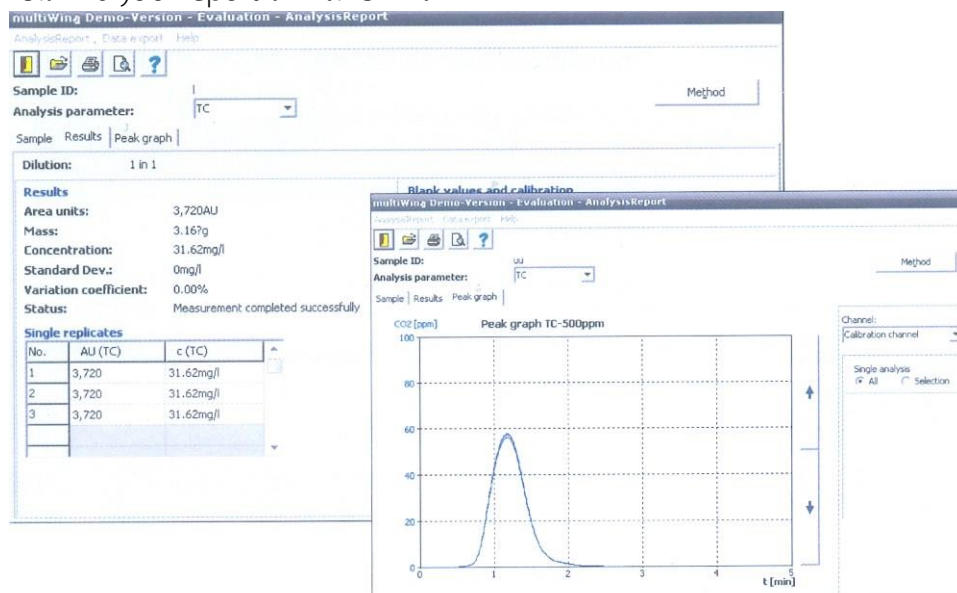 multiWing Demo-Version - Evaluation - AnalysisReport
AnalysisReport Data export Help
Sample ID:
Analysis parameter: TC
Method
Sample Results Peak graph
Dilution: 1 in 1
Results
Area units: 3,720AU
Mass: 3.16?g
Concentration: 31.62mg/l
Standard Dev.: 0mg/l
Variation coefficient: 0.00%
Status: Measurement completed successfully
Single replicates
No. AU (TC) c (TC)
1 3,720 31.62mg/l
2 3,720 31.62mg/l
3 3,720 31.62mg/l
Blank values and calibration
multiWing Demo-Version - Evaluation - AnalysisReport
AnalysisReport Data export Help
Sample ID: uu
Analysis parameter: TC
Method
Sample Results Peak graph
CO2 [ppm] Peak graph TC-500ppm
100
80
60
40
20
0
0 1 2 3 4 5
t [min]
Channel:
Calibration channel
Single analysis
All Selection